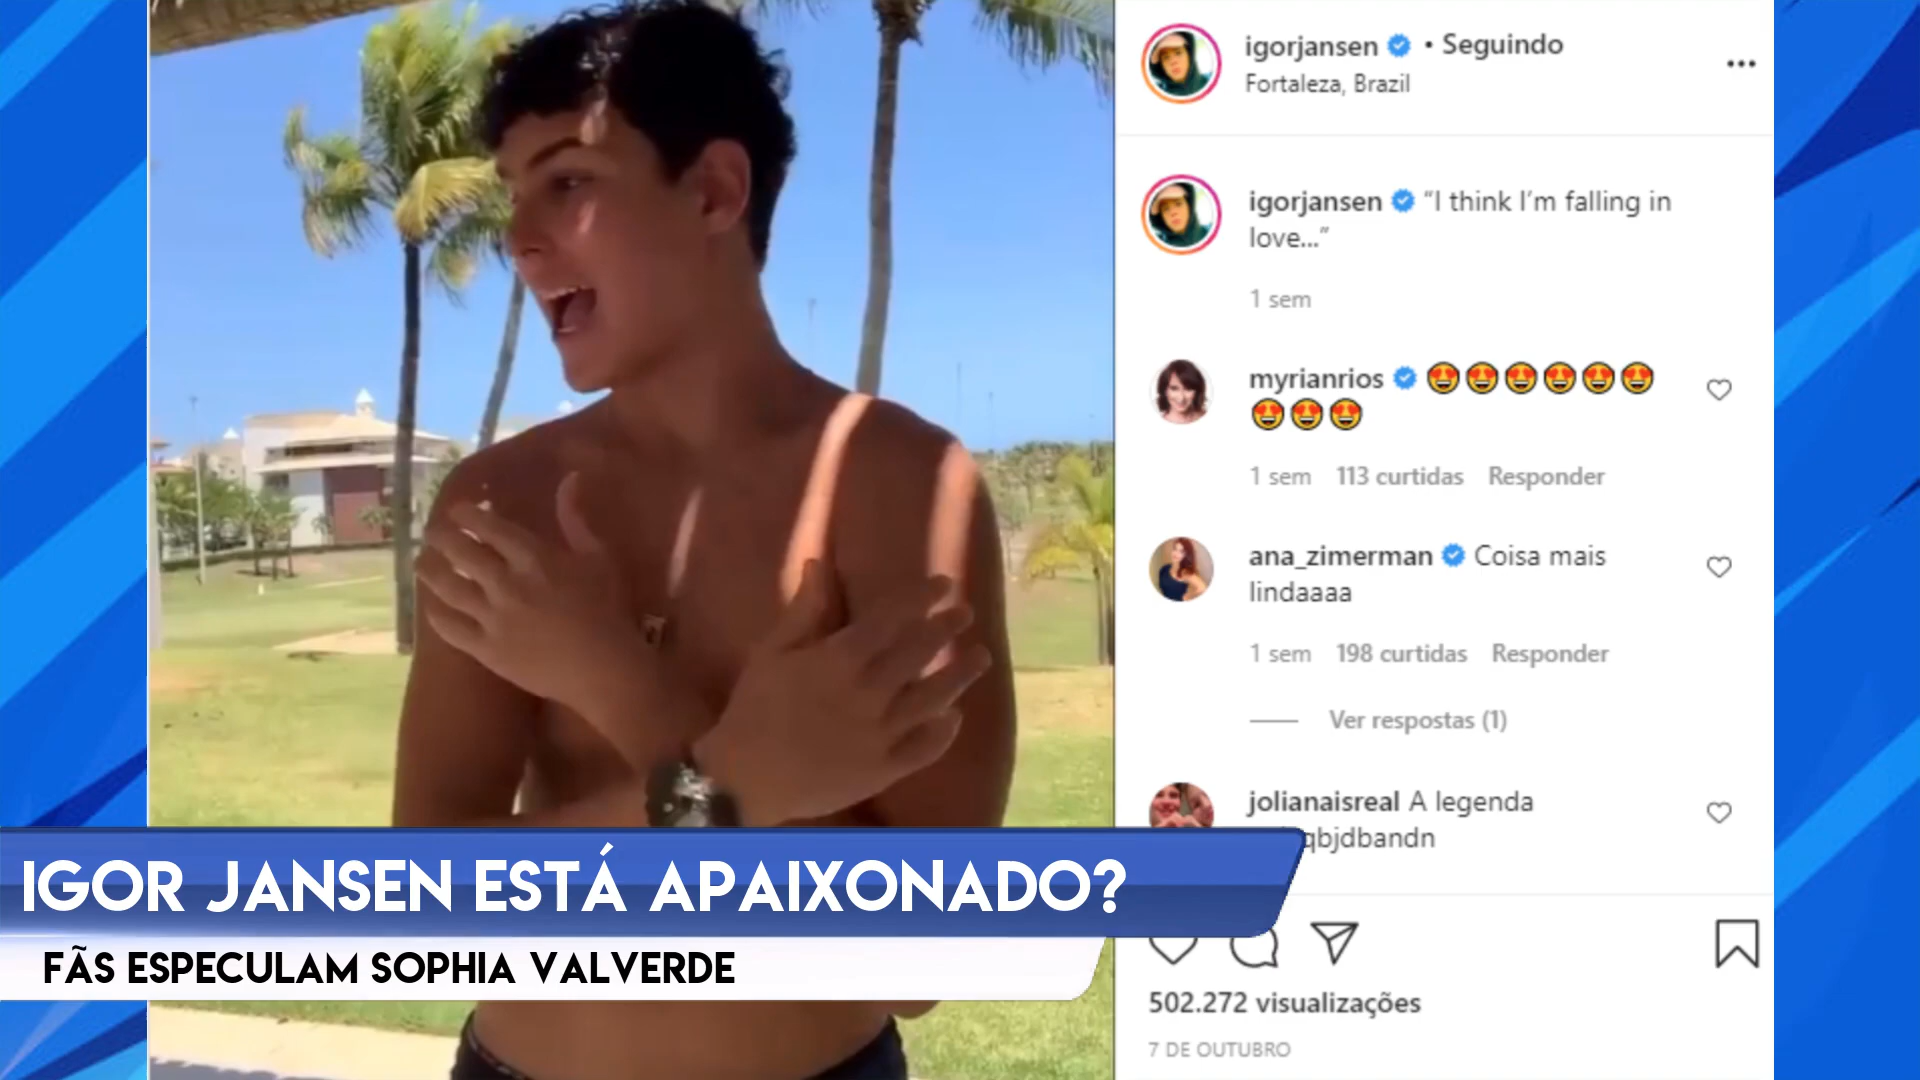 igorjansen • Seguindo
Fortaleza, Brazil
igorjansen “I think I’m falling in
love...”
1 sem
myrianrios 😍😍😍😍😍😍
😍😍😍
1 sem 113 curtidas Responder
ana_zimerman Coisa mais
lindaaaa
1 sem 198 curtidas Responder
Ver respostas (1)
jolianaisreal A legenda
qbjdbandn
IGOR JANSEN ESTÁ APAIXONADO?
FÃS ESPECULAM SOPHIA VALVERDE
502.272 visualizações
7 DE OUTUBRO